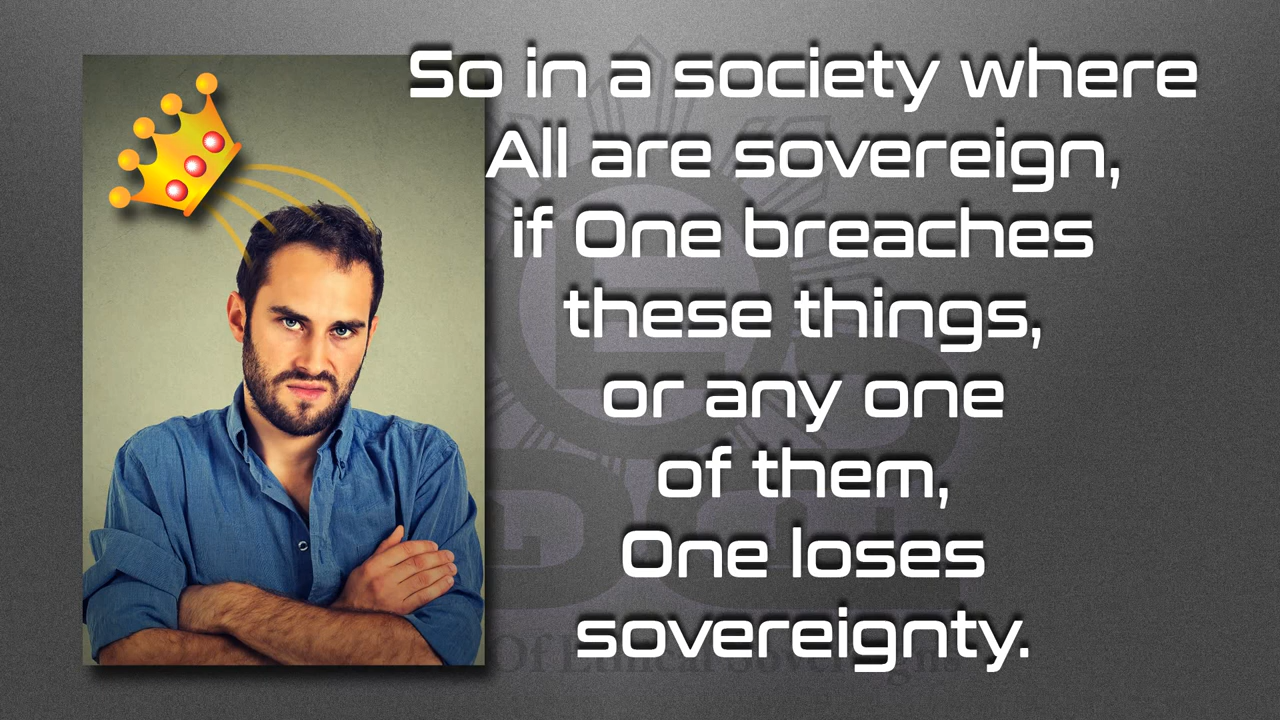 So in a society where
All are sovereign,
if One breaches
these things,
or any one
of them,
One loses
sovereignty.